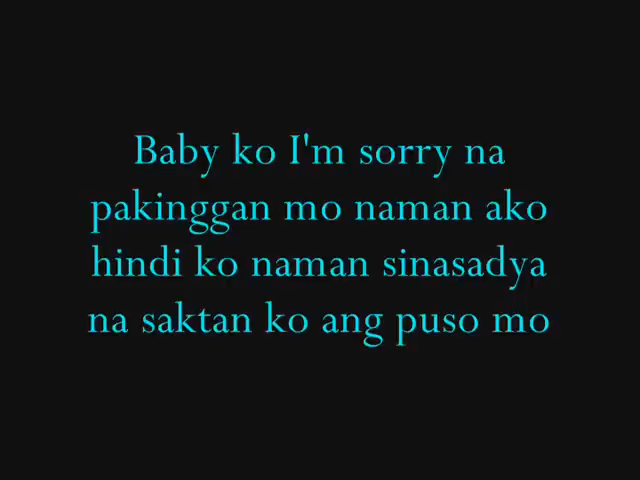 Baby ko I'm sorry na
pakinggan mo naman ako
hindi ko naman sinasadya
na saktan ko ang puso mo